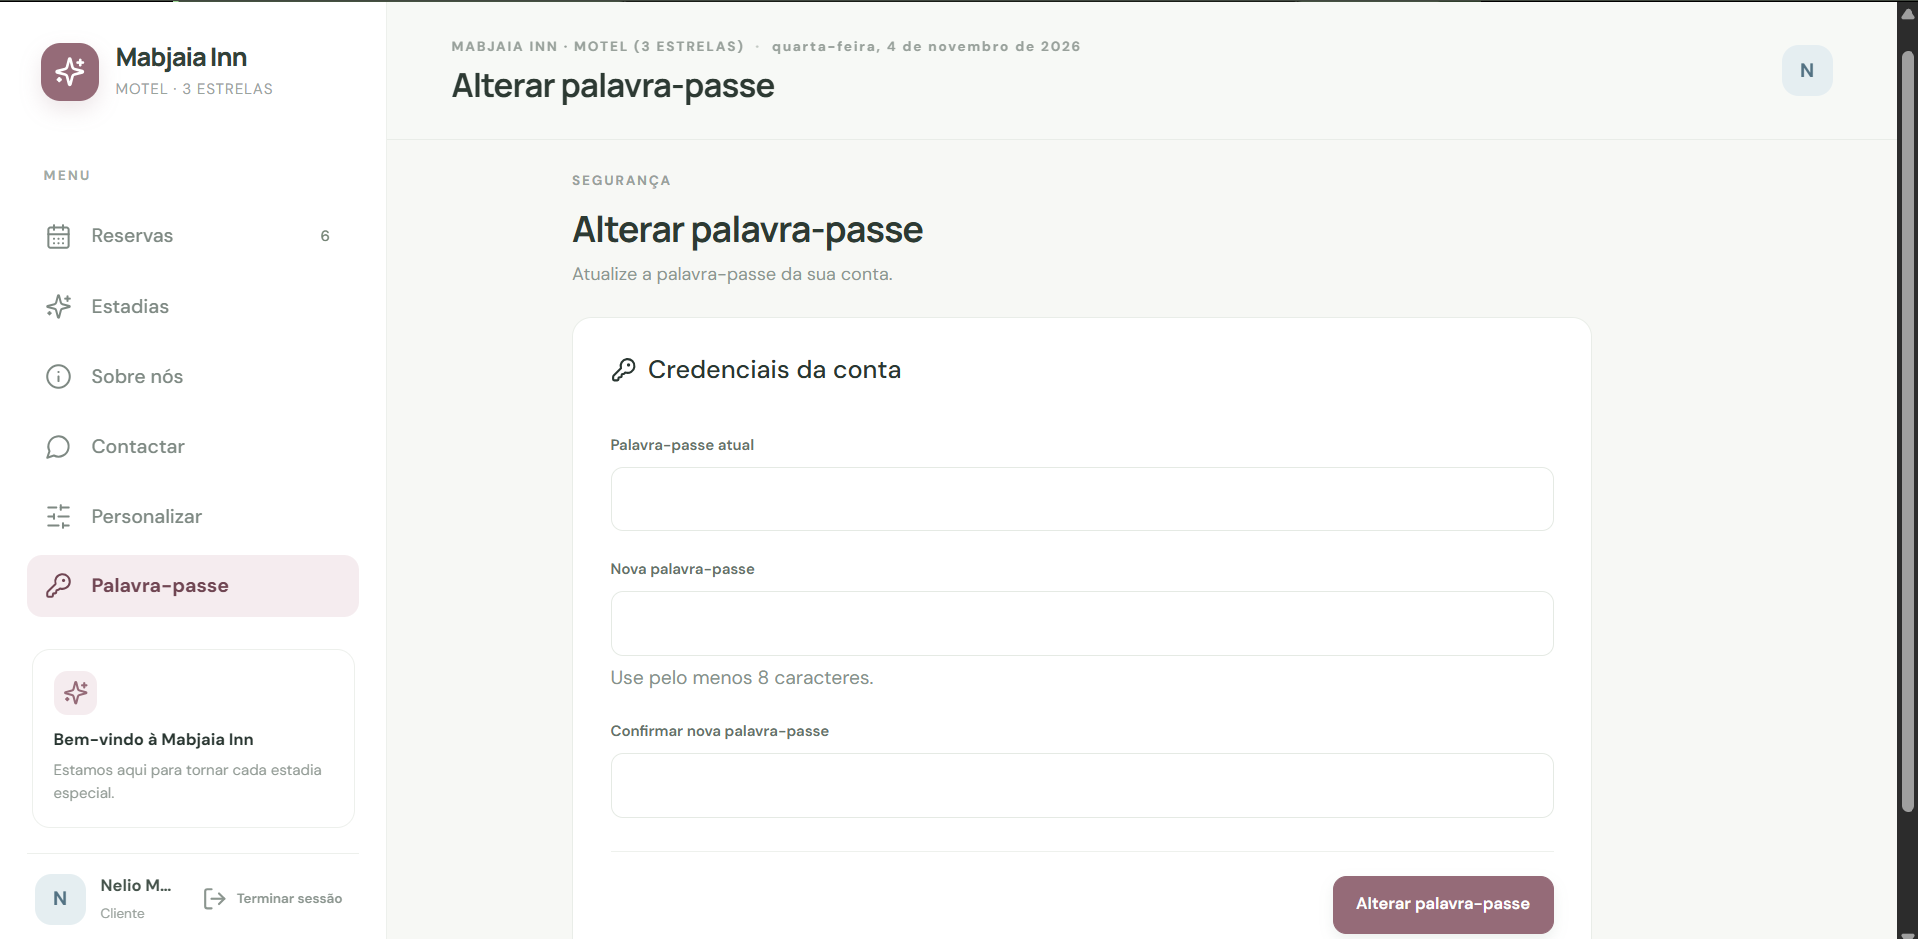 Mabjaia Inn
MOTEL · 3 ESTRELAS
MENU
Reservas 6
Estadias
Sobre nós
Contactar
Personalizar
Palavra-passe
Bem-vindo à Mabjaia Inn
Estamos aqui para tornar cada estadia
especial.
N
Nelio M...
Cliente
Terminar sessão
MABJAIA INN · MOTEL (3 ESTRELAS) · quarta-feira, 4 de novembro de 2026
Alterar palavra-passe
N
SEGURANÇA
Alterar palavra-passe
Atualize a palavra-passe da sua conta.
Credenciais da conta
Palavra-passe atual
Nova palavra-passe
Use pelo menos 8 caracteres.
Confirmar nova palavra-passe
Alterar palavra-passe